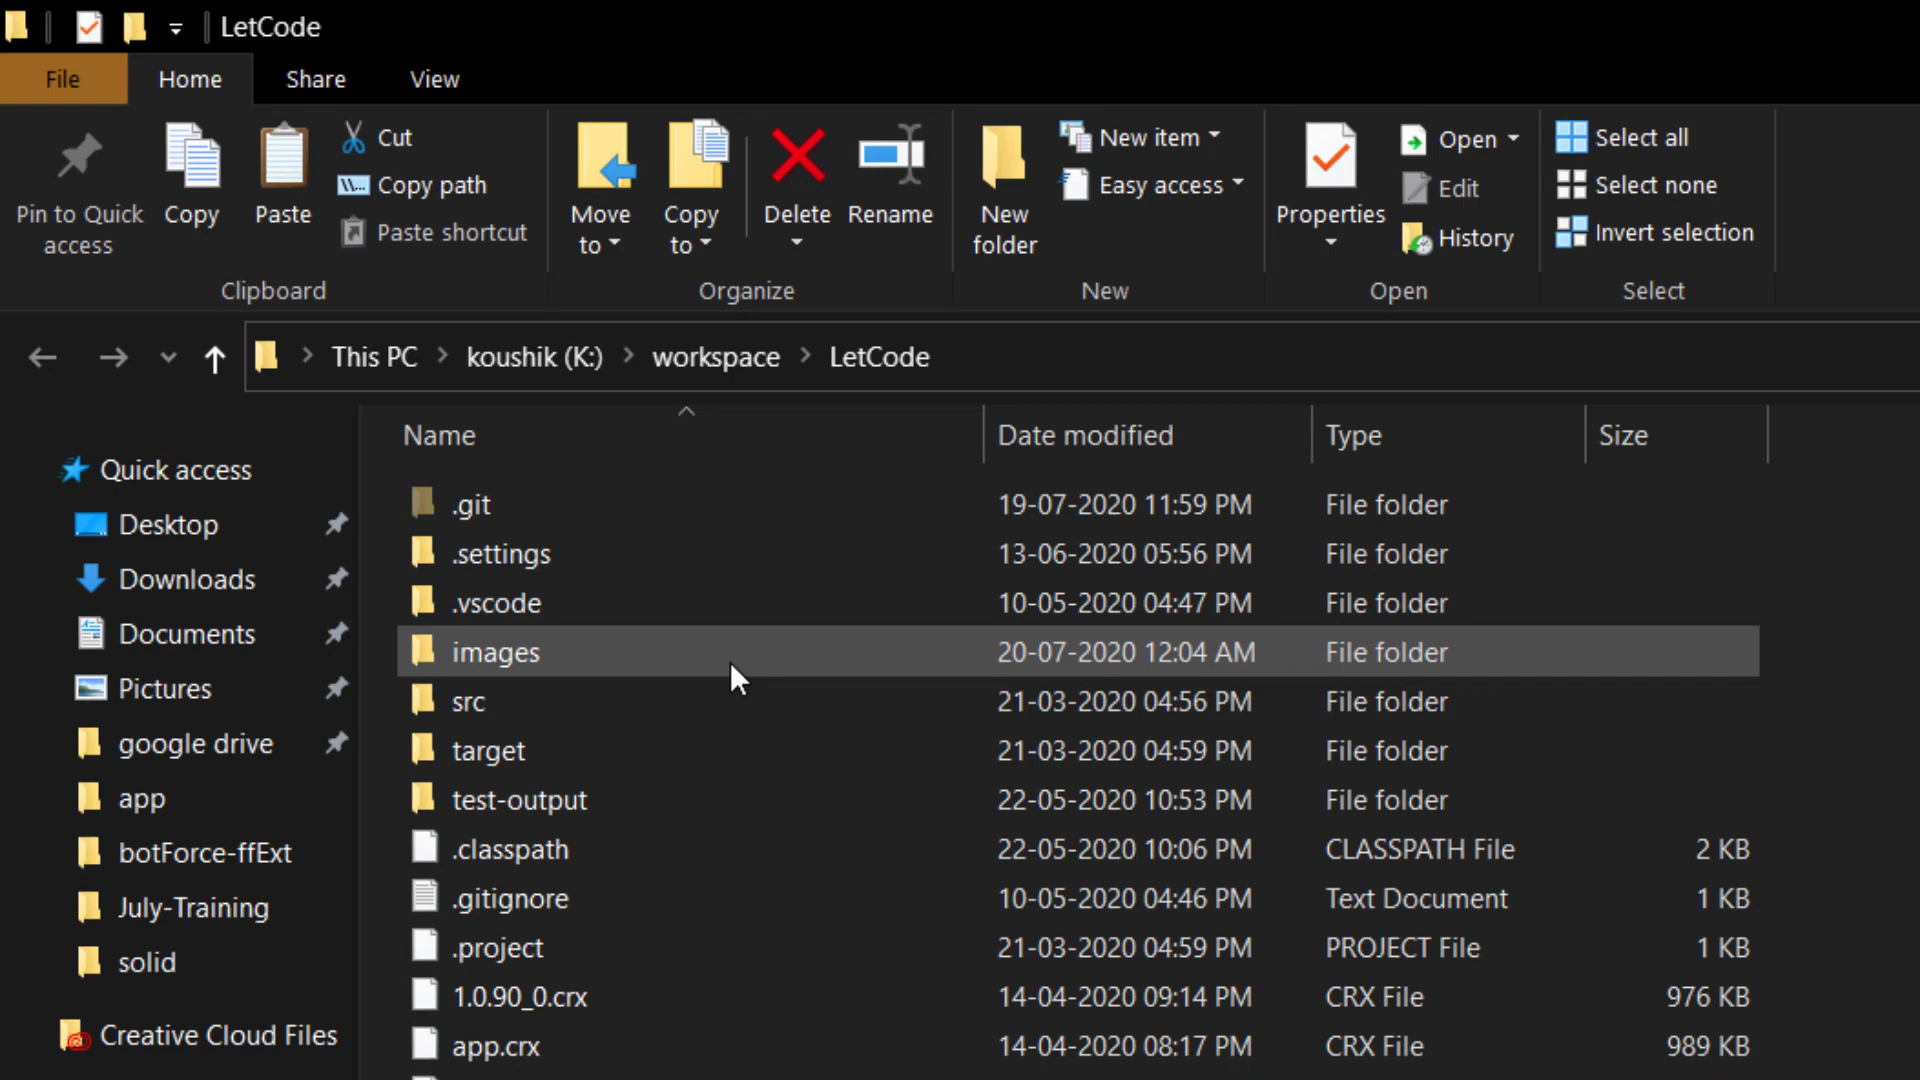 LetCode
File Home Share View
Pin to Quick access
Copy
Paste
Cut
Copy path
Paste shortcut
Clipboard
Move to
Copy to
Delete
Rename
Organize
New folder
New item
Easy access
New
Properties
Open
Edit
History
Open
Select all
Select none
Invert selection
Select
This PC > koushik (K:) > workspace > LetCode
Quick access
Desktop
Downloads
Documents
Pictures
google drive
app
botForce-ffExt
July-Training
solid
Creative Cloud Files
Name Date modified Type Size
.git 19-07-2020 11:59 PM File folder
.settings 13-06-2020 05:56 PM File folder
.vscode 10-05-2020 04:47 PM File folder
images 20-07-2020 12:04 AM File folder
src 21-03-2020 04:56 PM File folder
target 21-03-2020 04:59 PM File folder
test-output 22-05-2020 10:53 PM File folder
.classpath 22-05-2020 10:06 PM CLASSPATH File 2 KB
.gitignore 10-05-2020 04:46 PM Text Document 1 KB
.project 21-03-2020 04:59 PM PROJECT File 1 KB
1.0.90_0.crx 14-04-2020 09:14 PM CRX File 976 KB
app.crx 14-04-2020 08:17 PM CRX File 989 KB